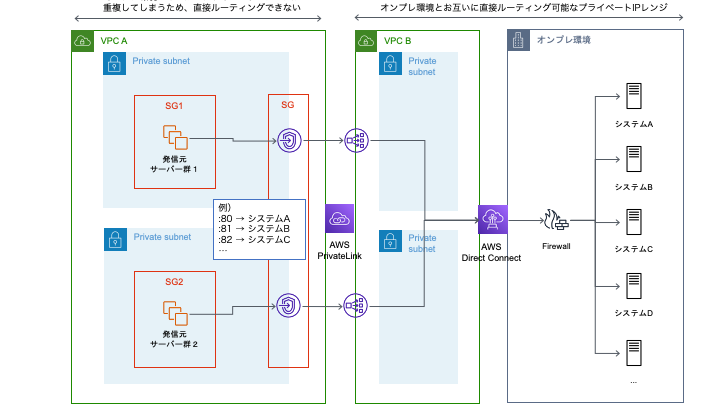 重複してしまうため、直接ルーティングできない
オンプレ環境とお互いに直接ルーティング可能なプライベートIPレンジ
VPC A
VPC B
オンプレ環境
Private subnet
Private
subnet
SG1
SG
発信元
サーバー群1
システムA
システムB
例)
:80 → システムA
:81 → システムB
:82 → システムC
...
Private subnet
AWS
PrivateLink
Private
subnet
AWS
Direct Connect
Firewall
システムC
SG2
発信元
サーバー群2
システムD
...